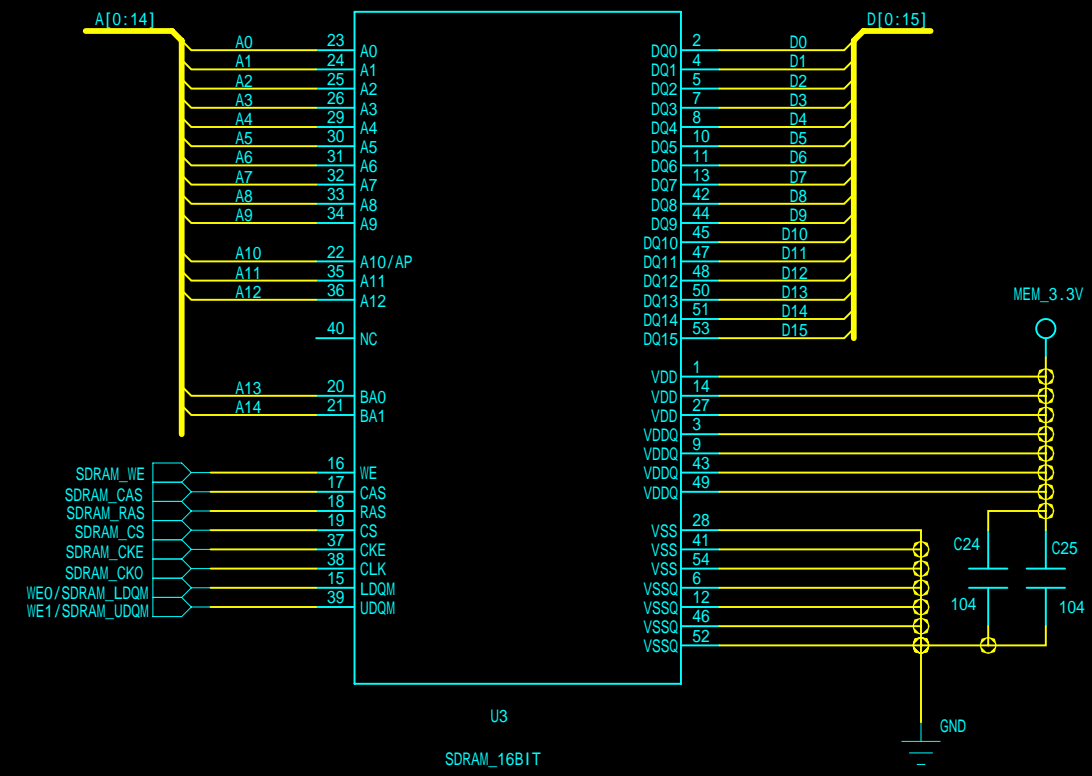 A[0:14] D[0:15]
A0 23 A0 DQ0 2 D0
A1 24 A1 DQ1 4 D1
A2 25 A2 DQ2 5 D2
A3 26 A3 DQ3 7 D3
A4 29 A4 DQ4 8 D4
A5 30 A5 DQ5 10 D5
A6 31 A6 DQ6 11 D6
A7 32 A7 DQ7 13 D7
A8 33 A8 DQ8 42 D8
A9 34 A9 DQ9 44 D9
DQ10 45 D10
A10 22 A10/AP DQ11 47 D11
A11 35 A11 DQ12 48 D12
A12 36 A12 DQ13 50 D13
MEM_3.3V
DQ14 51 D14
40 NC DQ15 53 D15
VDD 1
A13 20 BA0 VDD 14
A14 21 BA1 VDD 27
VDDQ 3
VDDQ 9
SDRAM_WE 16 WE VDDQ 43
SDRAM_CAS 17 CAS VDDQ 49
SDRAM_RAS 18 RAS
SDRAM_CS 19 CS VSS 28
SDRAM_CKE 37 CKE VSS 41 C24 C25
SDRAM_CKO 38 CLK VSS 54
WE0/SDRAM_LDQM 15 LDQM VSSQ 6
WE1/SDRAM_UDQM 39 UDQM VSSQ 12 104 104
VSSQ 46
VSSQ 52
U3
GND
SDRAM_16BIT